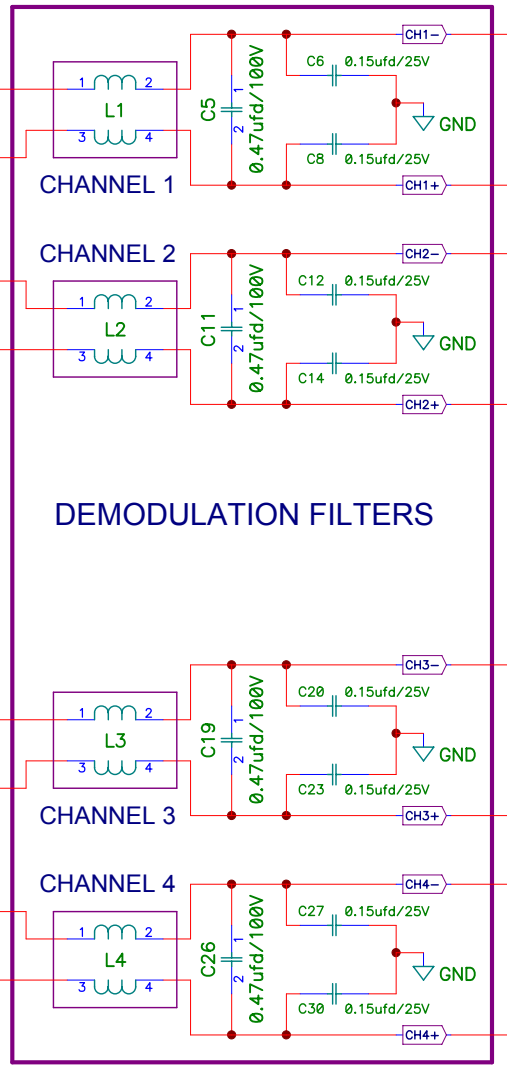 CH1-
C6 0.15ufd/25V
1 2
L1
3 4
C5
1
2
0.47ufd/100V
GND
C8 0.15ufd/25V
CHANNEL 1
CH1+
CHANNEL 2
CH2-
C12 0.15ufd/25V
1 2
L2
3 4
C11
1
2
0.47ufd/100V
GND
C14 0.15ufd/25V
CH2+
DEMODULATION FILTERS
CH3-
C20 0.15ufd/25V
1 2
L3
3 4
C19
1
2
0.47ufd/100V
GND
C23 0.15ufd/25V
CHANNEL 3
CH3+
CHANNEL 4
CH4-
C27 0.15ufd/25V
1 2
L4
3 4
C26
1
2
0.47ufd/100V
GND
C30 0.15ufd/25V
CH4+